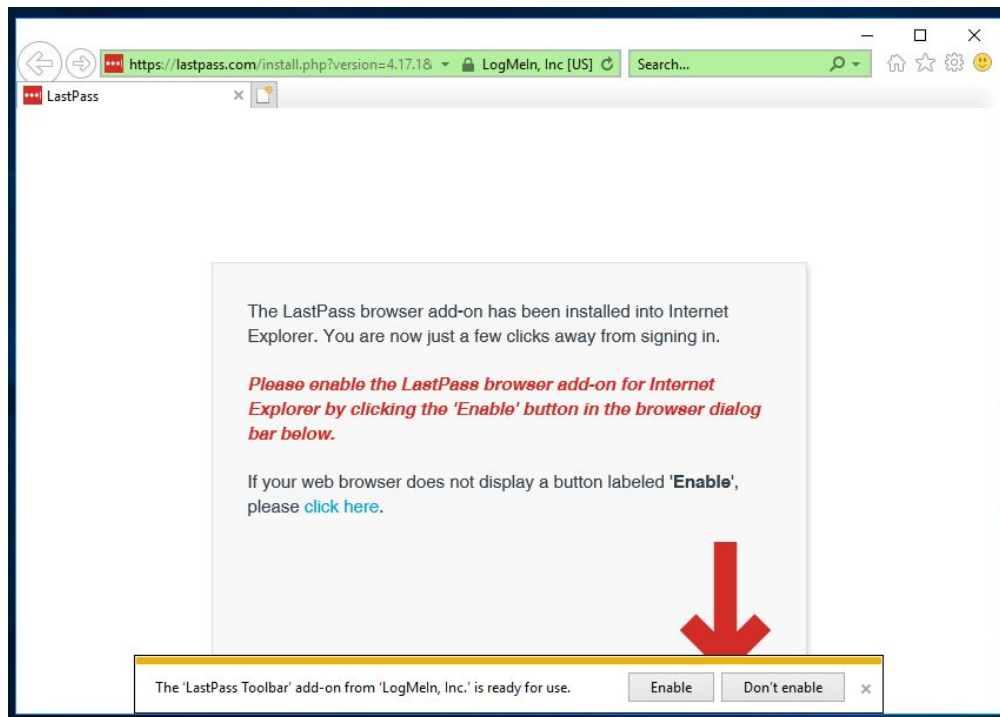 https://lastpass.com/install.php?version=4.17.1& LogMeIn, Inc [US] Search...
LastPass
The LastPass browser add-on has been installed into Internet
Explorer. You are now just a few clicks away from signing in.
Please enable the LastPass browser add-on for Internet
Explorer by clicking the 'Enable' button in the browser dialog
bar below.
If your web browser does not display a button labeled 'Enable',
please click here.
The 'LastPass Toolbar' add-on from 'LogMeIn, Inc.' is ready for use. Enable Don't enable